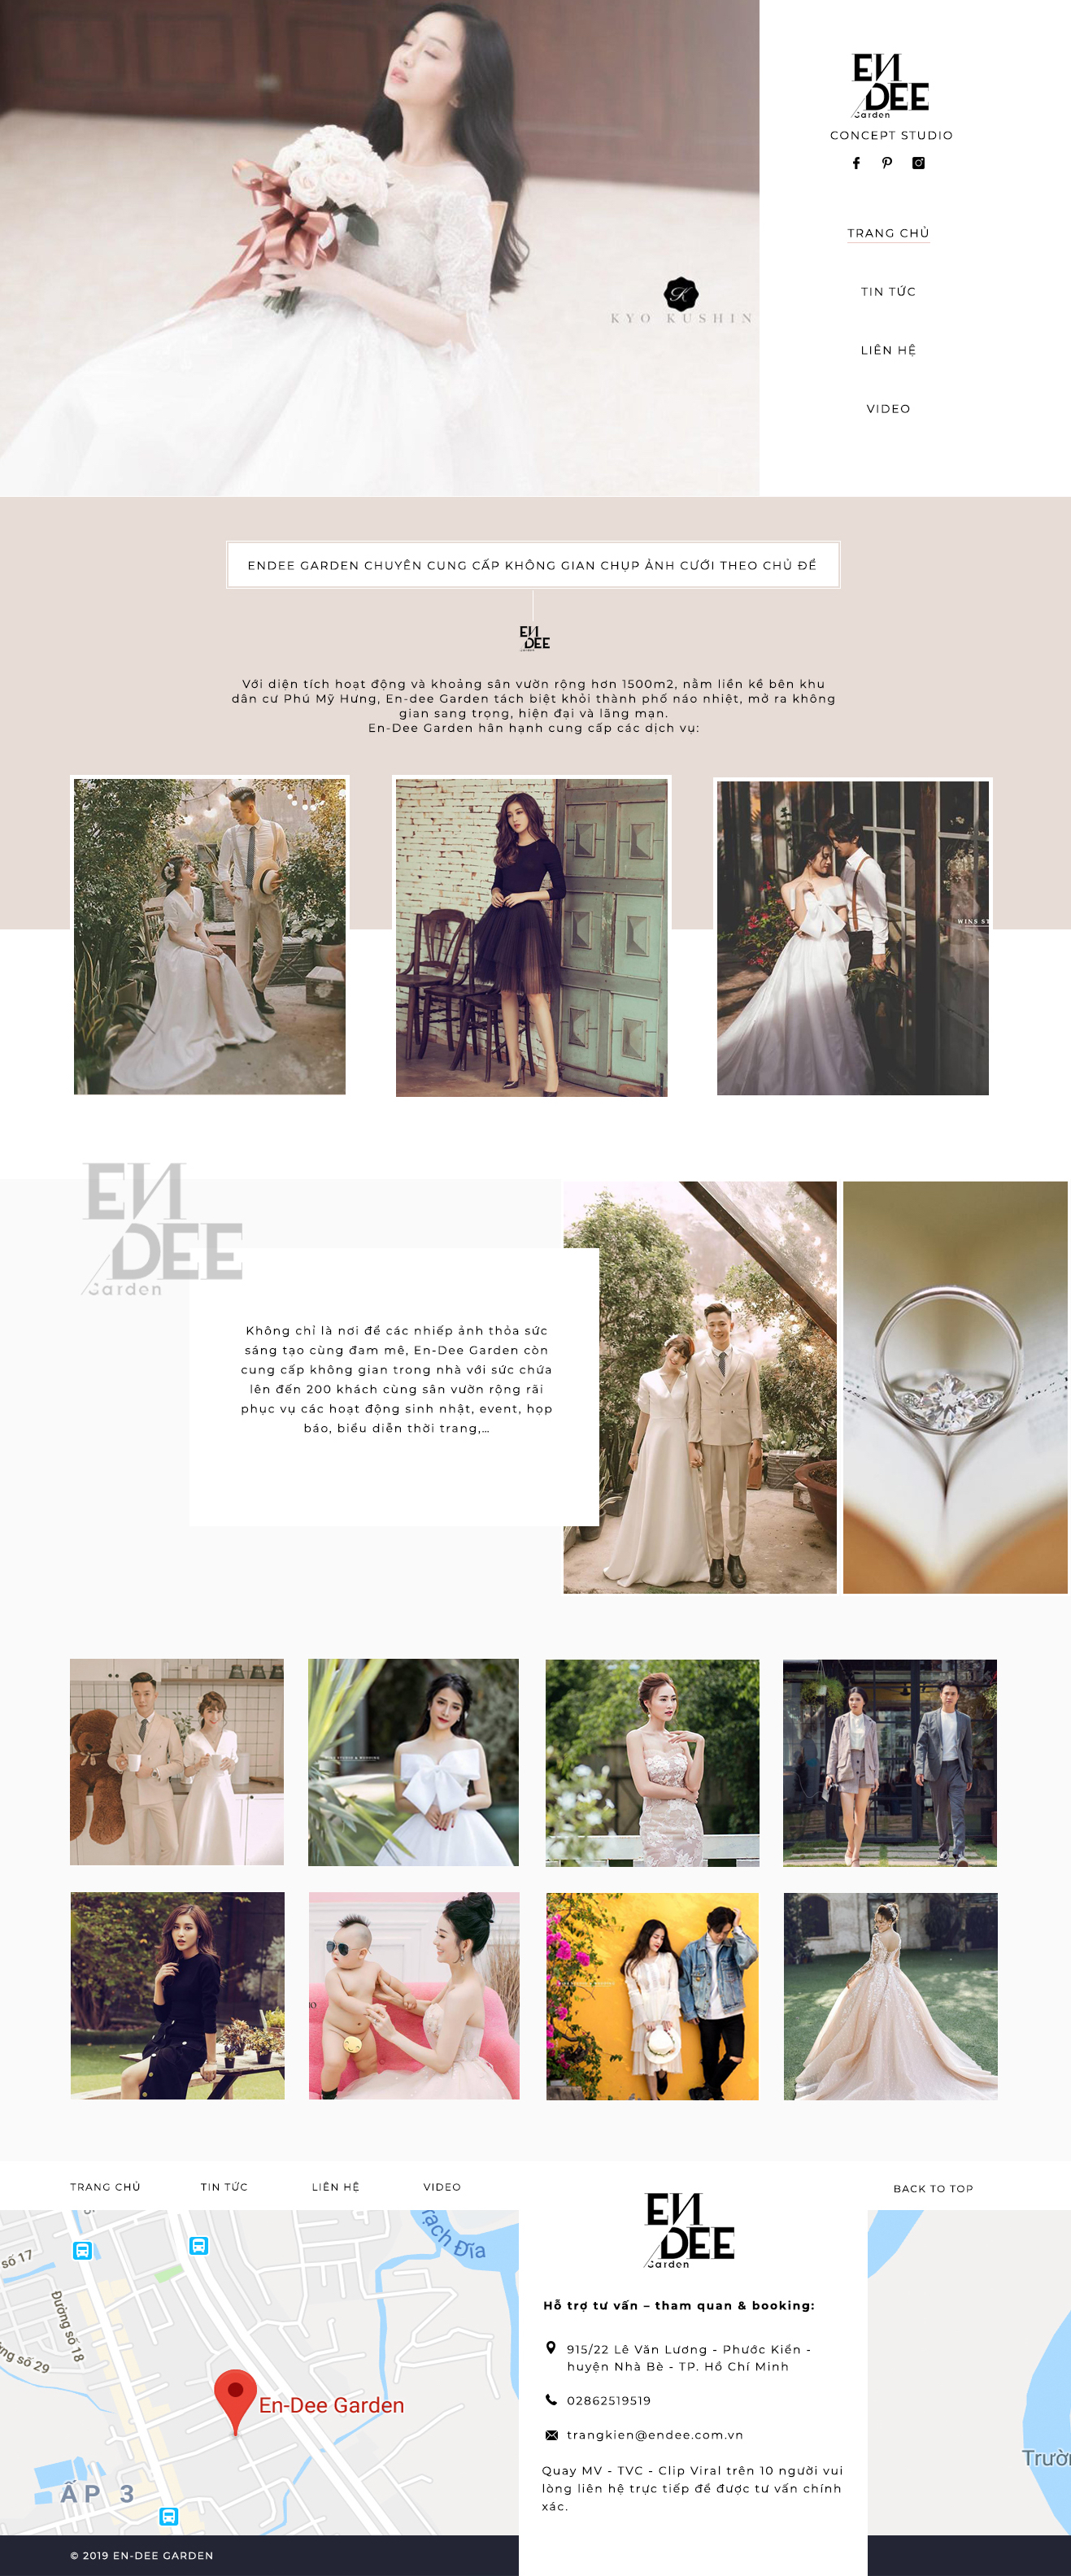 EN
DEE
Garden
CONCEPT STUDIO
TRANG CHỦ
TIN TỨC
LIÊN HỆ
VIDEO
K
KYO KUSHIN
ENDEE GARDEN CHUYÊN CUNG CẤP KHÔNG GIAN CHỤP ẢNH CƯỚI THEO CHỦ ĐỀ
EN
DEE
Với diện tích hoạt động và khoảng sân vườn rộng hơn 1500m2, nằm liền kề bên khu
dân cư Phú Mỹ Hưng, En-dee Garden tách biệt khỏi thành phố náo nhiệt, mở ra không
gian sang trọng, hiện đại và lãng mạn.
En-Dee Garden hân hạnh cung cấp các dịch vụ:
WINS ST
EN
DEE
Garden
Không chỉ là nơi để các nhiếp ảnh thỏa sức
sáng tạo cùng đam mê, En-Dee Garden còn
cung cấp không gian trong nhà với sức chứa
lên đến 200 khách cùng sân vườn rộng rãi
phục vụ các hoạt động sinh nhật, event, họp
báo, biểu diễn thời trang,...
STUDIO & WEDDING
IO
TRANG CHỦ
TIN TỨC
LIÊN HỆ
VIDEO
BACK TO TOP
EN
DEE
Garden
rạch Đĩa
số 17
Đường số 18
ng số 29
En-Dee Garden
ẤP 3
Trườ
Hỗ trợ tư vấn – tham quan & booking:
915/22 Lê Văn Lương - Phước Kiển -
huyện Nhà Bè - TP. Hồ Chí Minh
02862519519
trangkien@endee.com.vn
Quay MV - TVC - Clip Viral trên 10 người vui
lòng liên hệ trực tiếp để được tư vấn chính
xác.
© 2019 EN-DEE GARDEN